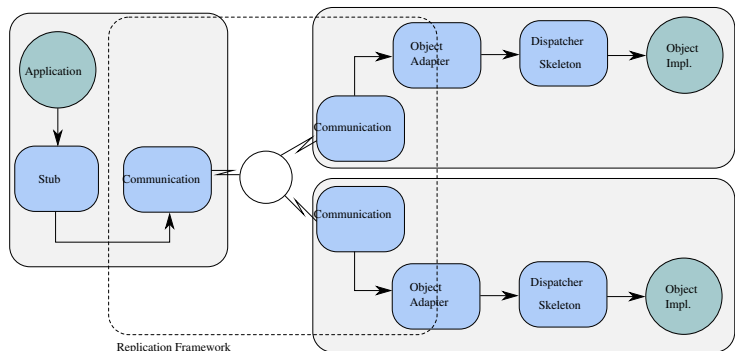 Application
Stub
Communication
Communication
Object
Adapter
Dispatcher
Skeleton
Object
Impl.
Communication
Object
Adapter
Dispatcher
Skeleton
Object
Impl.
Replication Framework